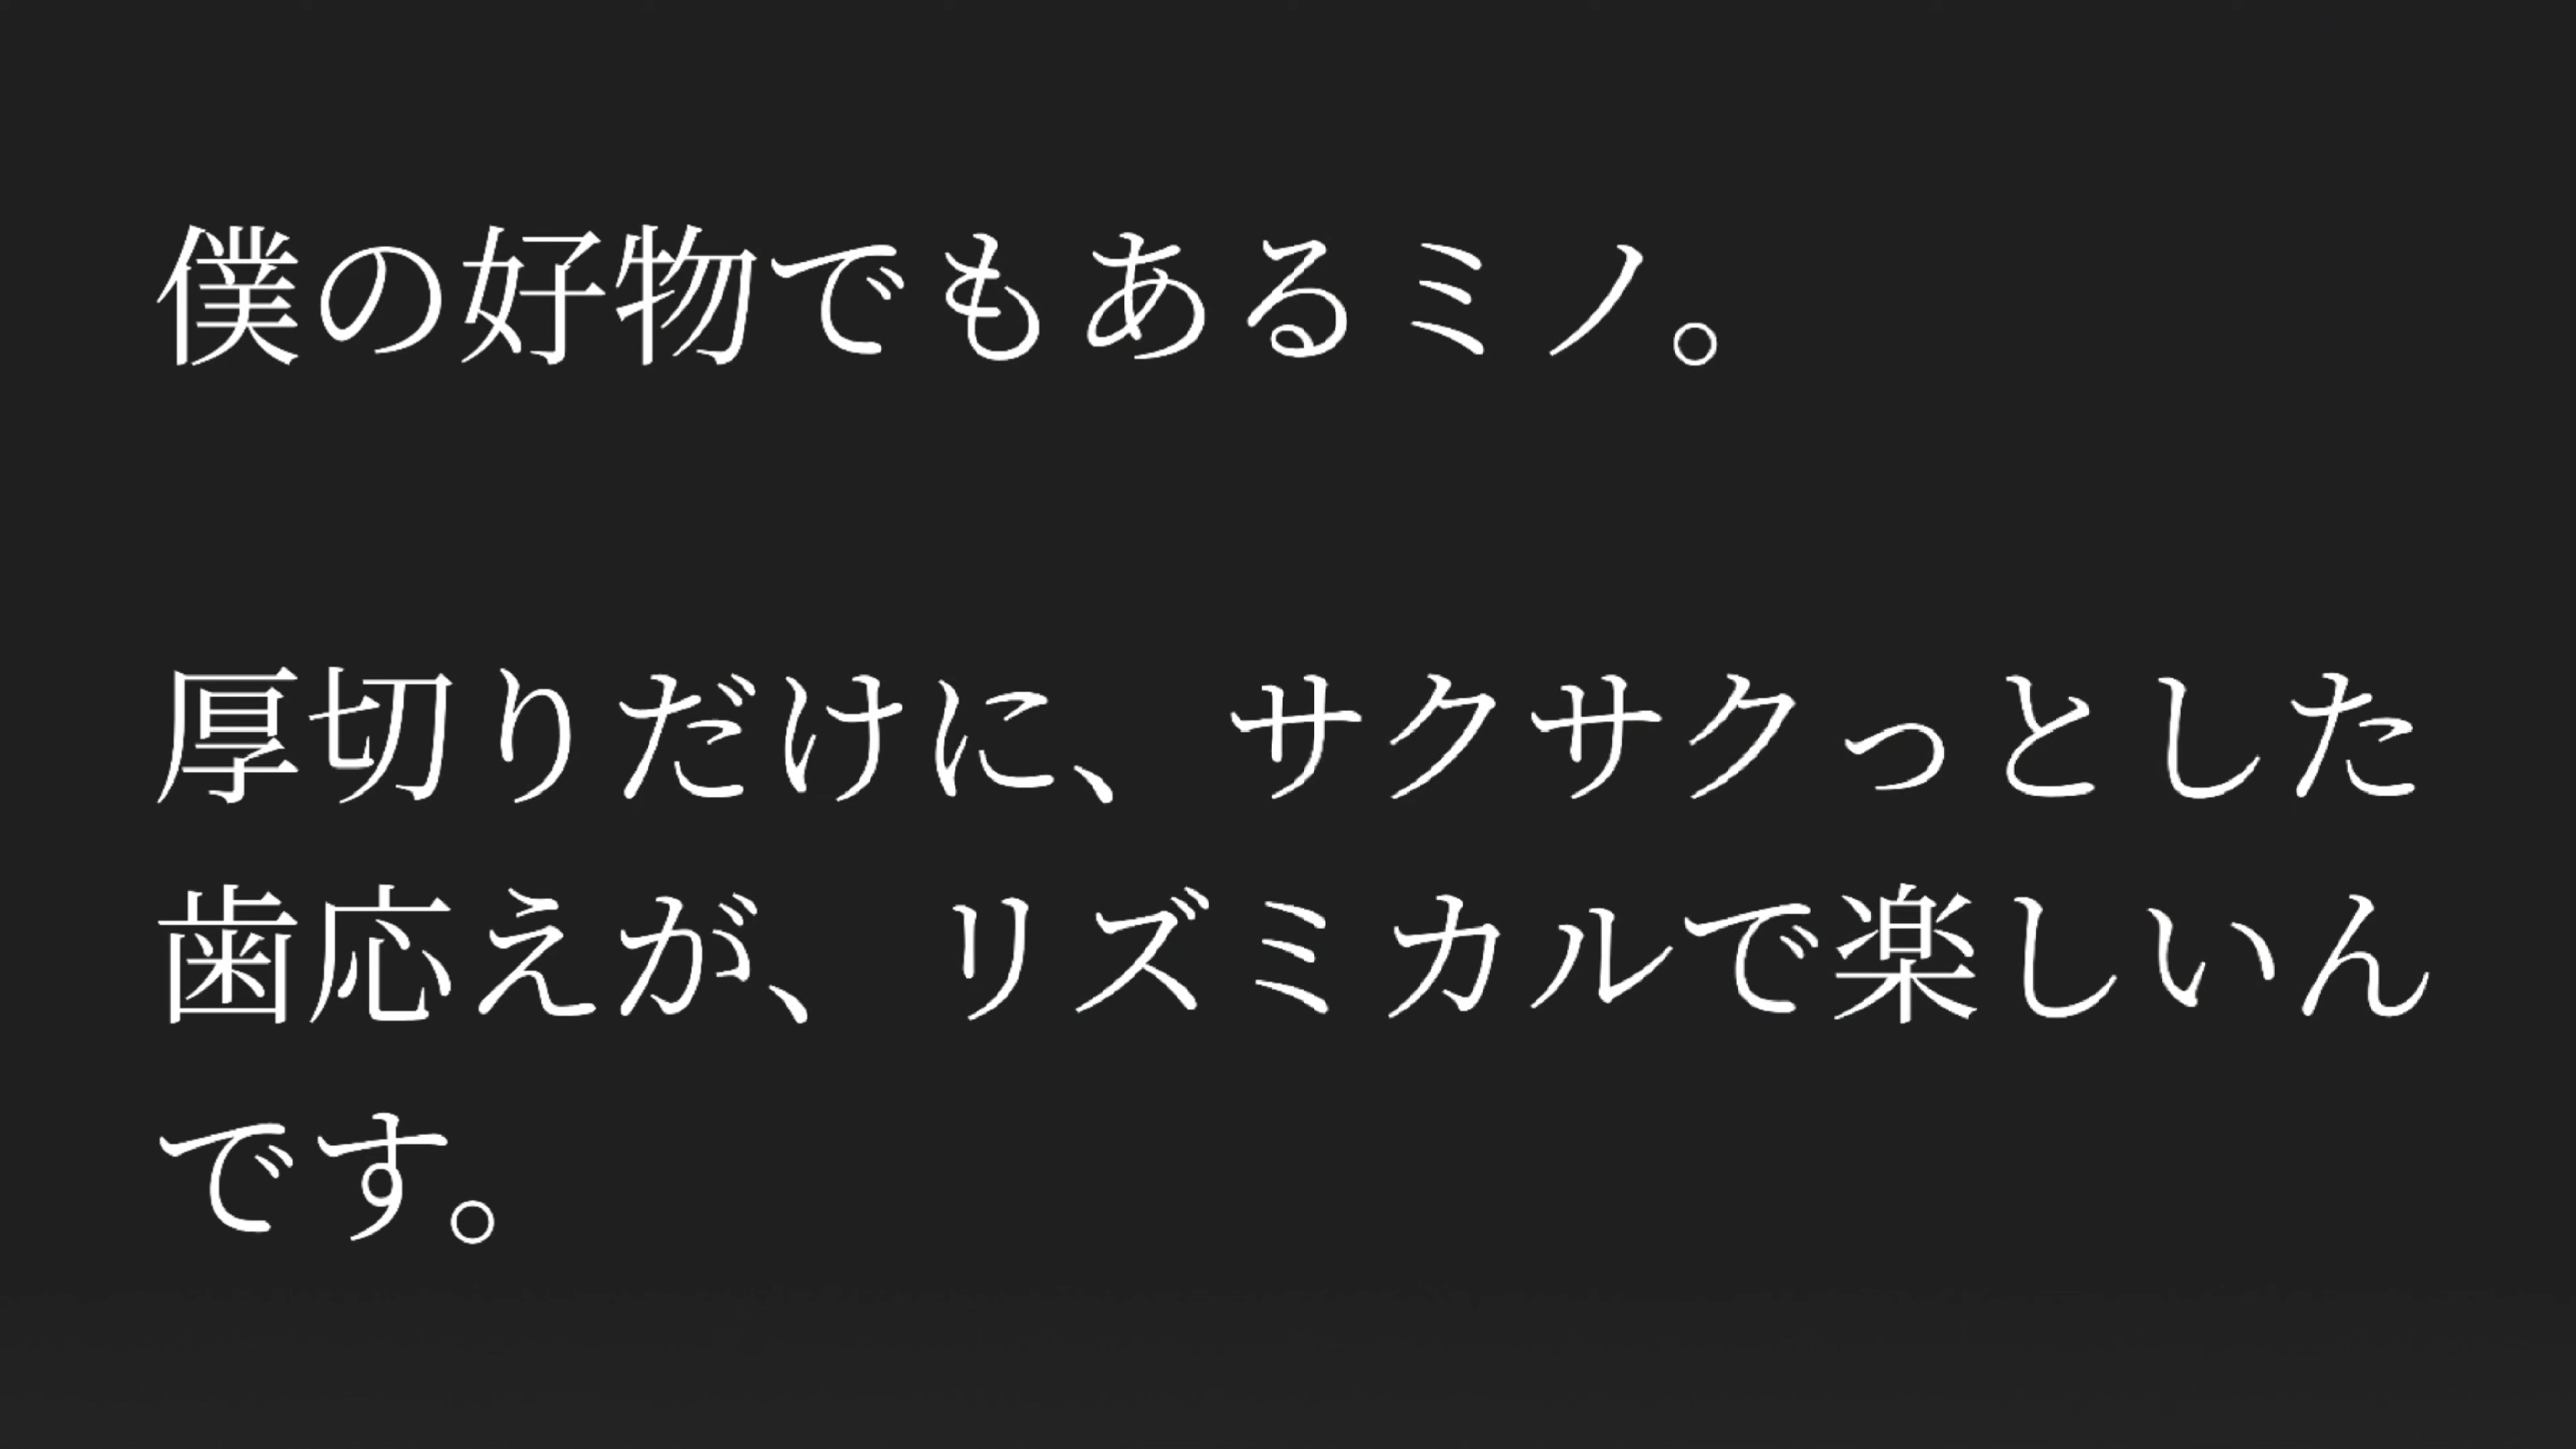 僕の好物でもあるミノ。
厚切りだけに、サクサクっとした
歯応えが、リズミカルで楽しいん
です。